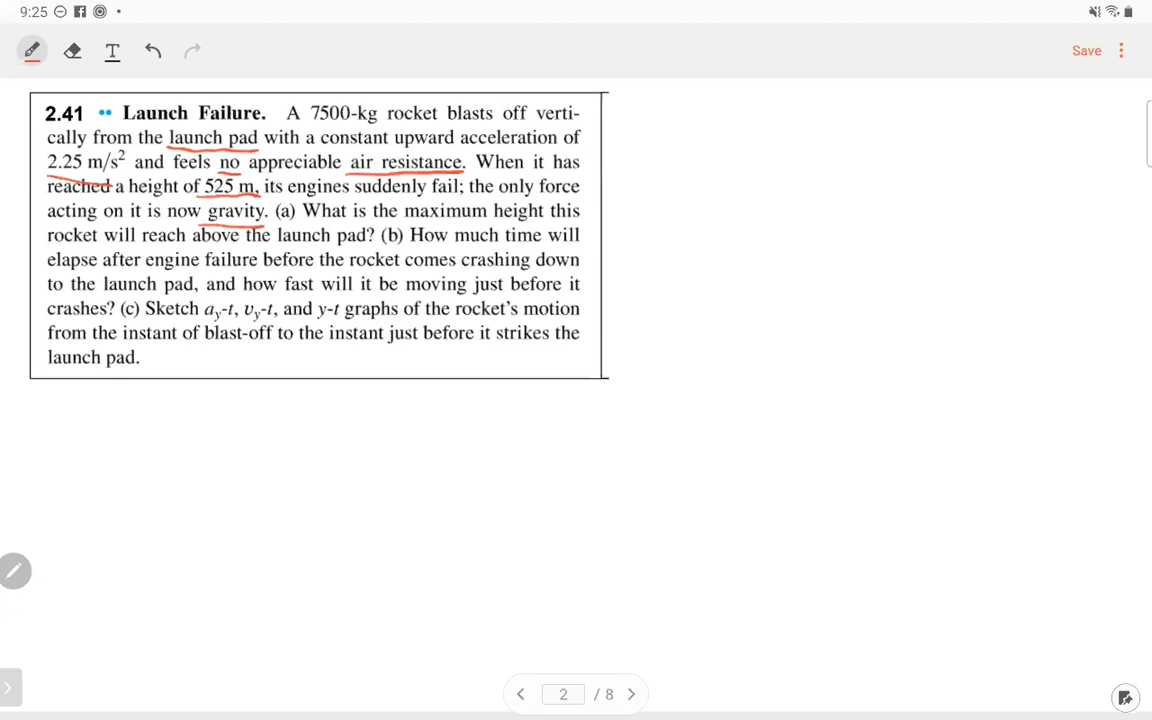 9:25
Save
2.41 •• Launch Failure. A 7500-kg rocket blasts off verti-
cally from the launch pad with a constant upward acceleration of
2.25 m/s² and feels no appreciable air resistance. When it has
reached a height of 525 m, its engines suddenly fail; the only force
acting on it is now gravity. (a) What is the maximum height this
rocket will reach above the launch pad? (b) How much time will
elapse after engine failure before the rocket comes crashing down
to the launch pad, and how fast will it be moving just before it
crashes? (c) Sketch a_y-t, v_y-t, and y-t graphs of the rocket's motion
from the instant of blast-off to the instant just before it strikes the
launch pad.
2 / 8